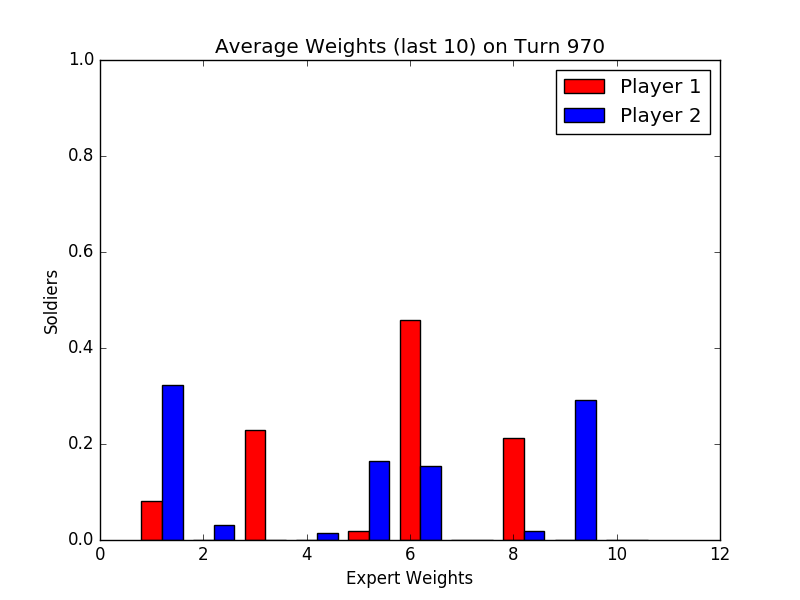 Average Weights (last 10) on Turn 970
Player 1
Player 2
1.0
0.8
0.6
0.4
0.2
0.0
Soldiers
0 2 4 6 8 10 12
Expert Weights